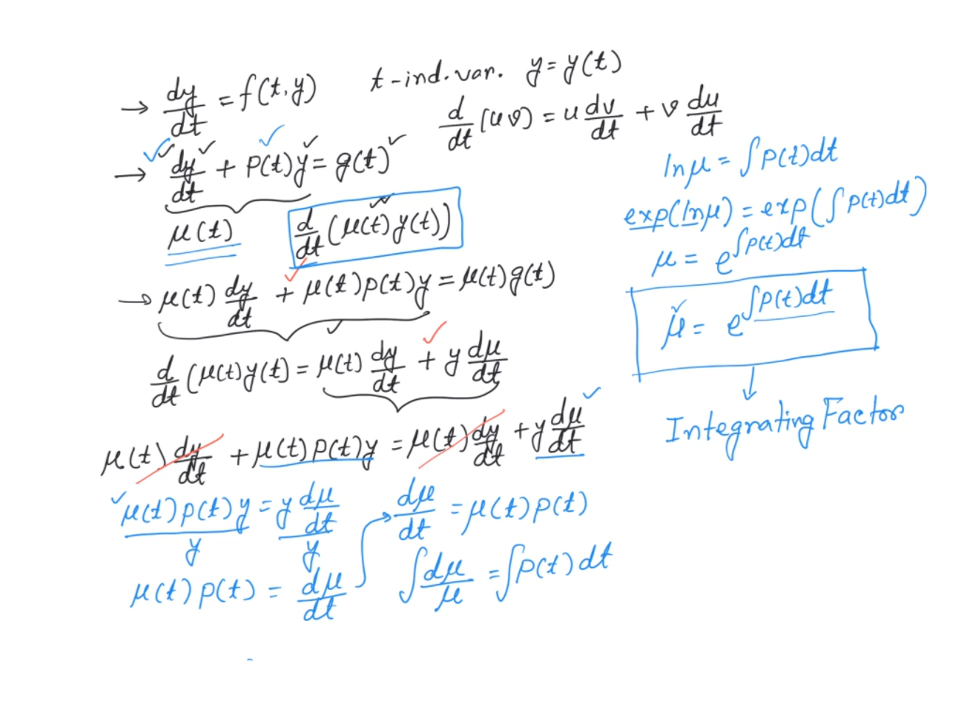 → dy/dt = f(t,y)   t-ind.var.   y = y(t)
d/dt (uv) = u dv/dt + v du/dt
→ dy/dt + P(t)y = g(t)
μ(t)   d/dt (μ(t)y(t))
→ μ(t) dy/dt + μ(t)p(t)y = μ(t)g(t)
d/dt (μ(t)y(t) = μ(t) dy/dt + y dμ/dt
μ(t) dy/dt + μ(t)P(t)y = μ(t) dy/dt + y dμ/dt
μ(t)p(t)y/y = y dμ/dt/y
μ(t)p(t) = dμ/dt
dμ/dt = μ(t)p(t)
∫dμ/μ = ∫P(t)dt
lnμ = ∫P(t)dt
exp(lnμ) = exp(∫P(t)dt)
μ = e^∫P(t)dt
μ = e^∫P(t)dt
↓
Integrating Factor